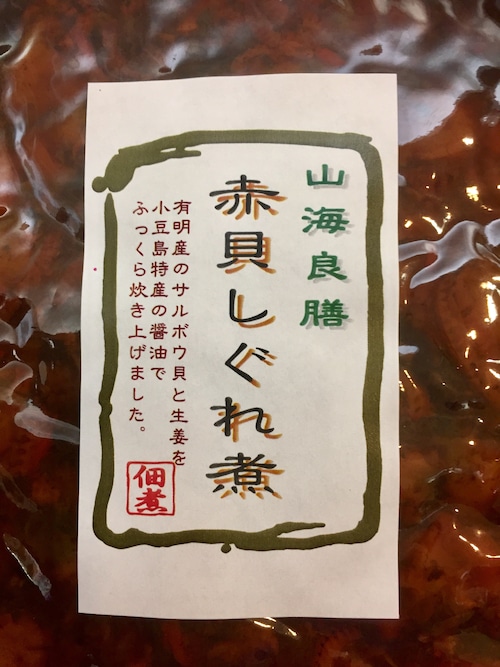 山海良膳
赤貝しぐれ煮
有明産のサルボウ貝と生姜を
小豆島特産の醤油で
ふっくら炊き上げました。
佃煮